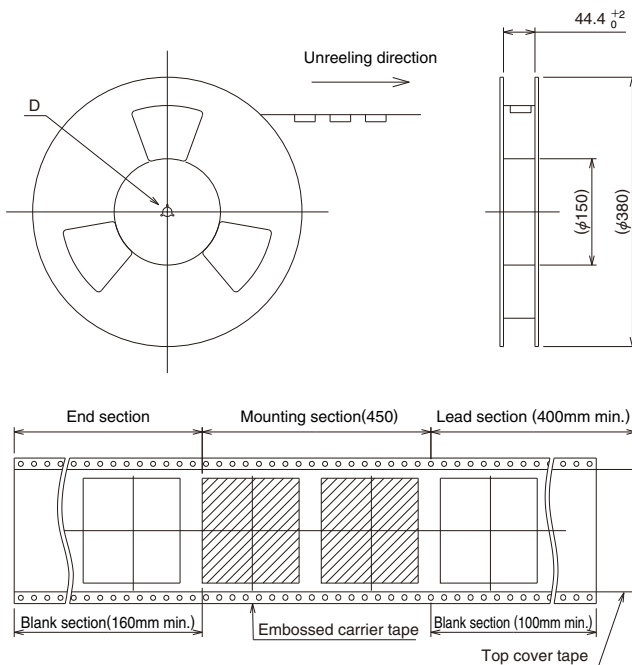 44.4 +2 0
Unreeling direction
D
(φ150)
(φ380)
End section
Mounting section(450)
Lead section (400mm min.)
Blank section(160mm min.)
Embossed carrier tape
Blank section (100mm min.)
Top cover tape